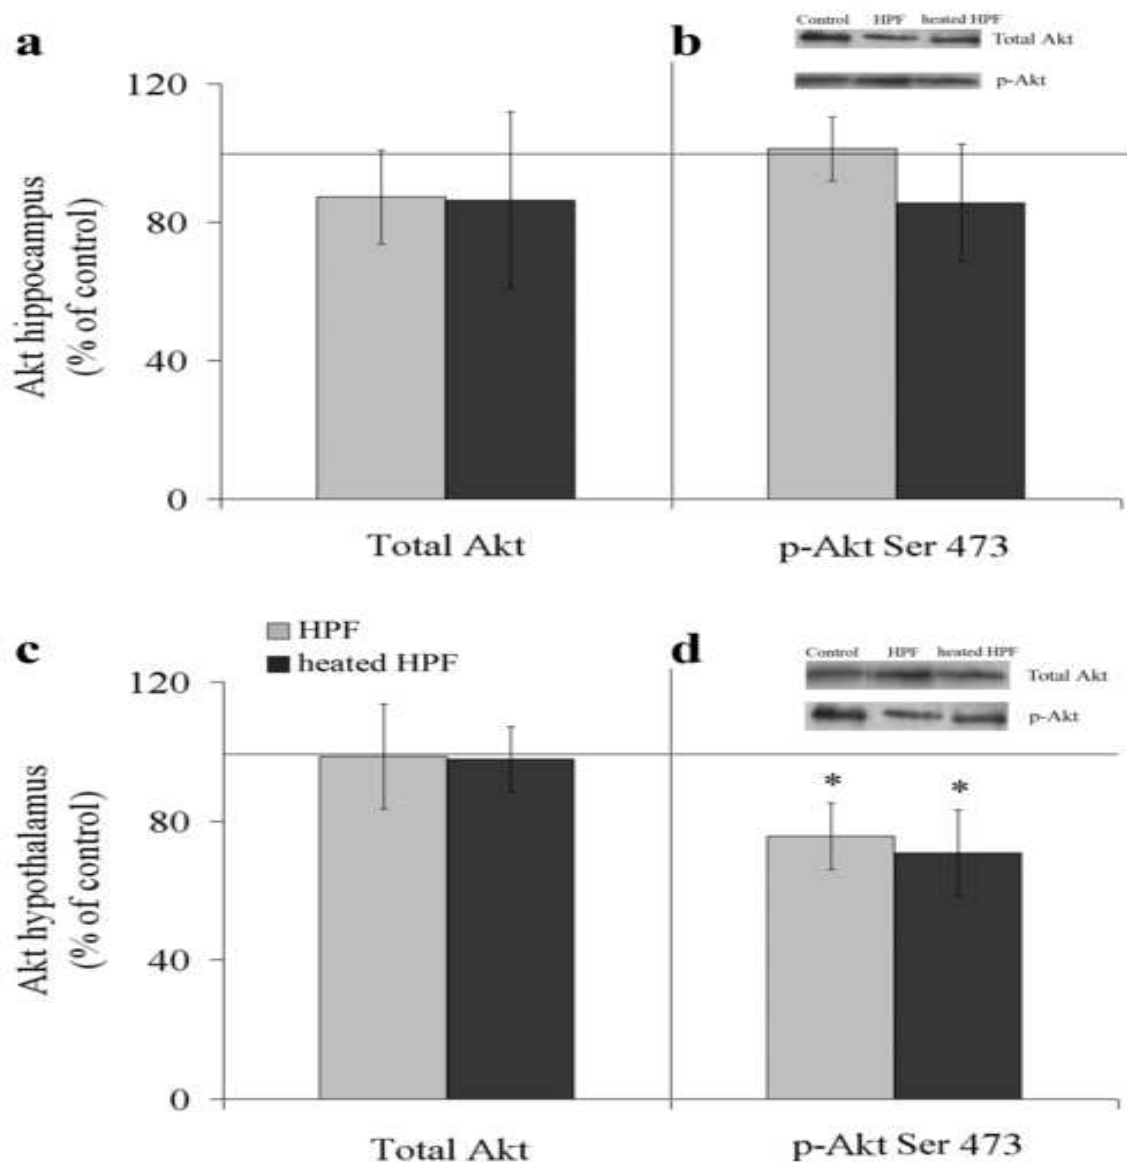 a
b
Control HPF heated HPF
Total Akt
p-Akt
120
80
40
0
Akt hippocampus
(% of control)
Total Akt
p-Akt Ser 473
c
HPF
heated HPF
d
Control HPF heated HPF
Total Akt
p-Akt
120
80
40
0
Akt hypothalamus
(% of control)
*
*
Total Akt
p-Akt Ser 473